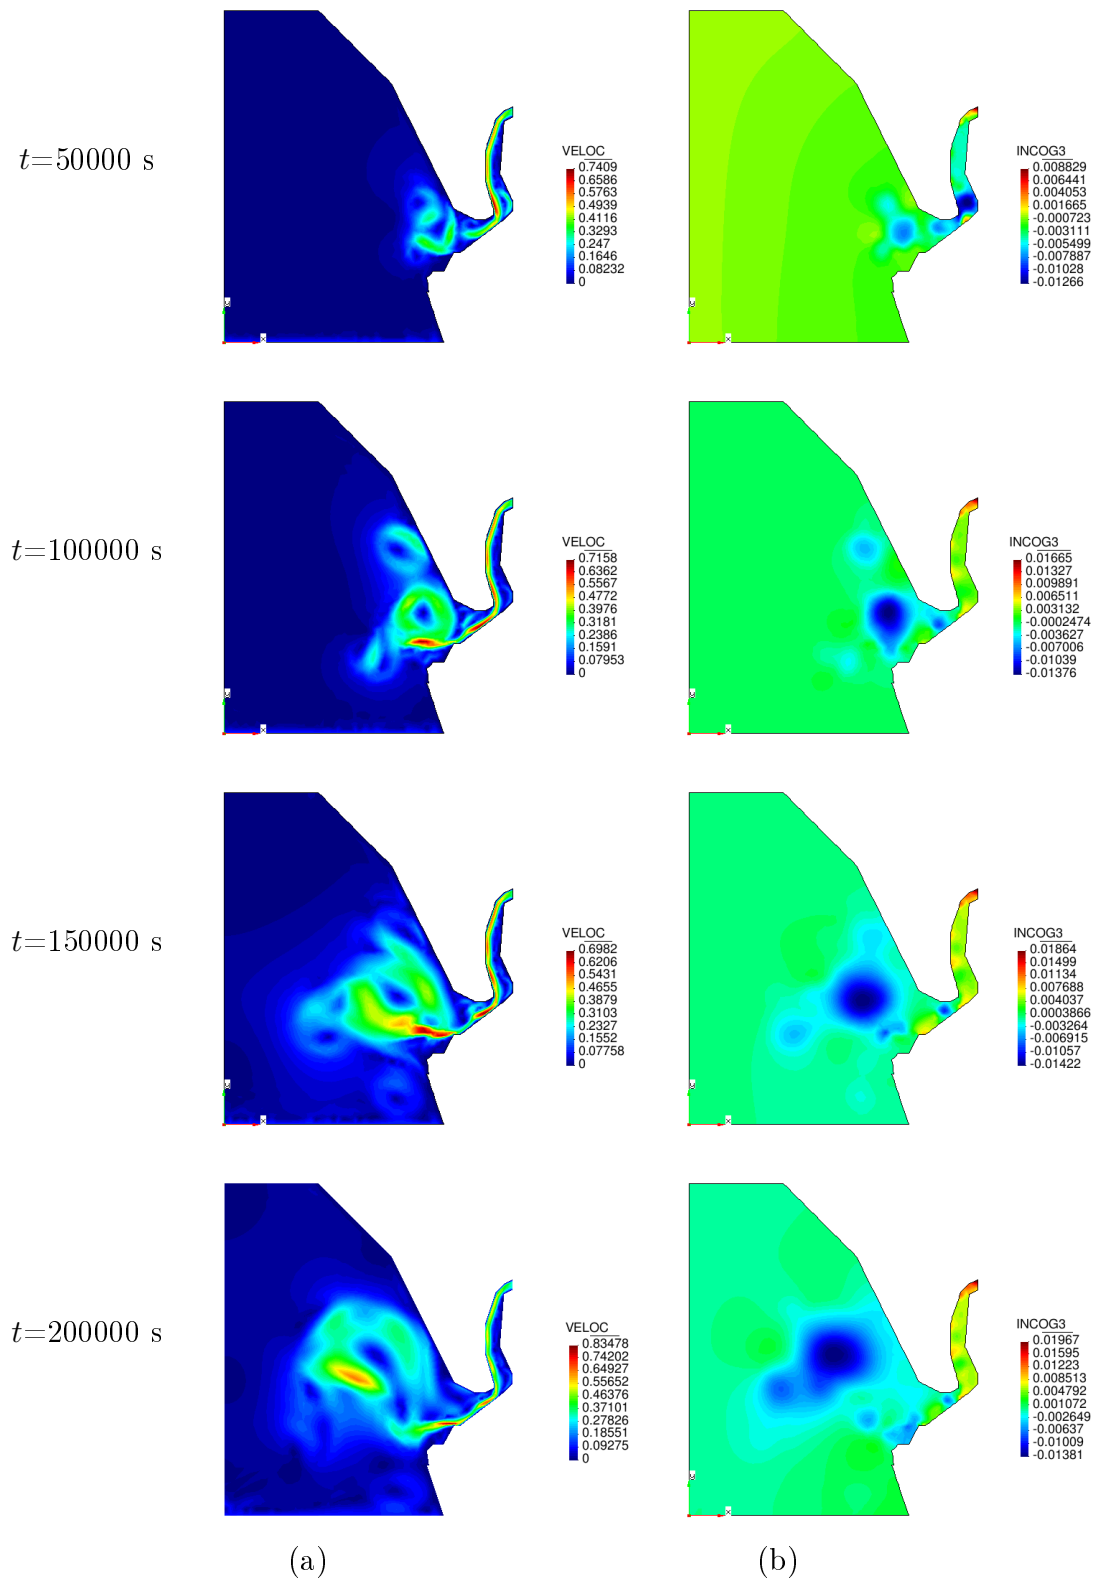 t=50000 s
VELOC
0.7409
0.6586
0.5763
0.4939
0.4116
0.3293
0.247
0.1646
0.08232
0
y
x
INCOG3
0.008829
0.006441
0.004053
0.001665
-0.000723
-0.003111
-0.005499
-0.007887
-0.01028
-0.01266
y
x
t=100000 s
VELOC
0.7158
0.6362
0.5567
0.4772
0.3976
0.3181
0.2386
0.1591
0.07953
0
y
x
INCOG3
0.01665
0.01327
0.009891
0.006511
0.003132
-0.0002474
-0.003627
-0.007006
-0.01039
-0.01376
y
x
t=150000 s
VELOC
0.6982
0.6206
0.5431
0.4655
0.3879
0.3103
0.2327
0.1552
0.07758
0
y
x
INCOG3
0.01864
0.01499
0.01134
0.007688
0.004037
0.0003866
-0.003264
-0.006915
-0.01057
-0.01422
y
x
t=200000 s
VELOC
0.83478
0.74202
0.64927
0.55652
0.46376
0.37101
0.27826
0.18551
0.09275
0
INCOG3
0.01967
0.01595
0.01223
0.008513
0.004792
0.001072
-0.002649
-0.00637
-0.01009
-0.01381
y
x
(a)
(b)